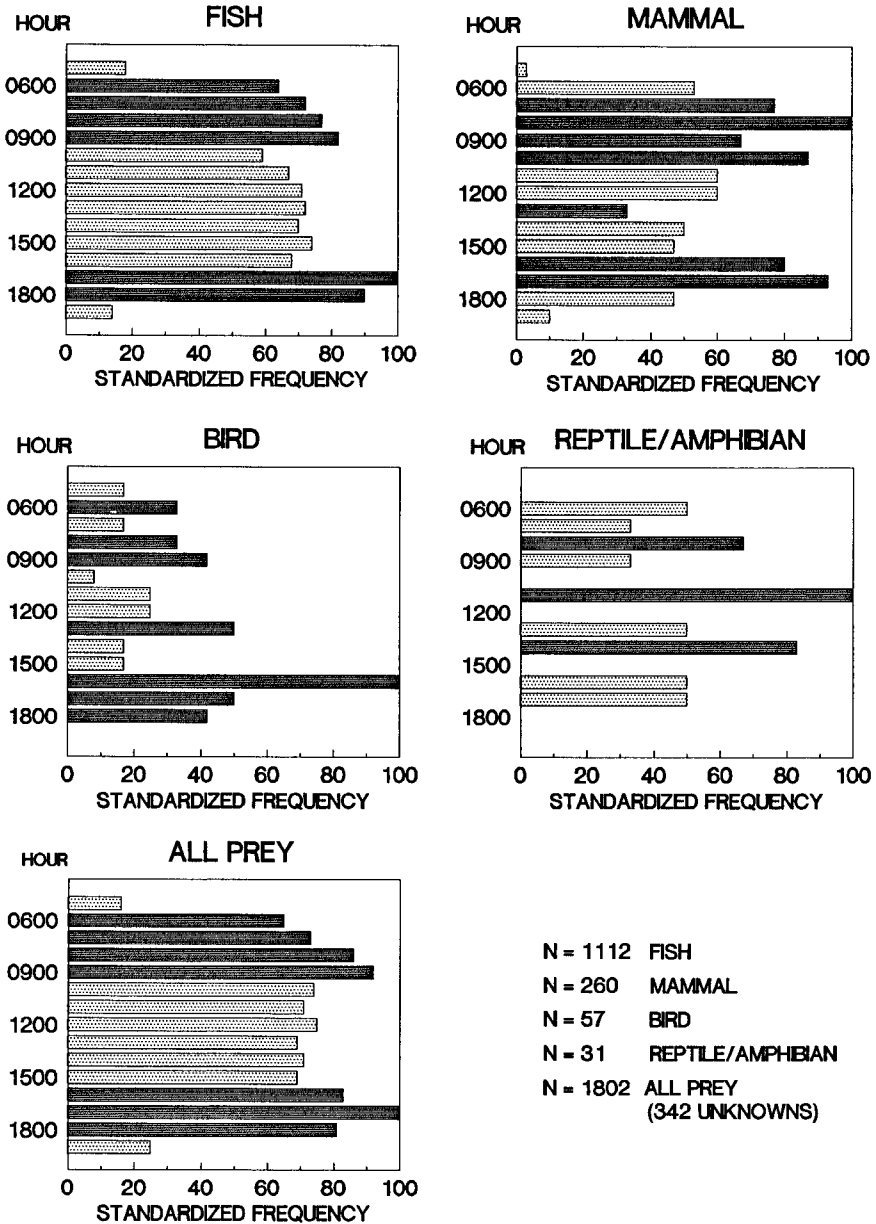 HOUR FISH
0600
0900
1200
1500
1800
0 20 40 60 80 100
STANDARDIZED FREQUENCY
HOUR MAMMAL
0600
0900
1200
1500
1800
0 20 40 60 80 100
STANDARDIZED FREQUENCY
HOUR BIRD
0600
0900
1200
1500
1800
0 20 40 60 80 100
STANDARDIZED FREQUENCY
HOUR REPTILE/AMPHIBIAN
0600
0900
1200
1500
1800
0 20 40 60 80 100
STANDARDIZED FREQUENCY
HOUR ALL PREY
0600
0900
1200
1500
1800
0 20 40 60 80 100
STANDARDIZED FREQUENCY
N = 1112 FISH
N = 260 MAMMAL
N = 57 BIRD
N = 31 REPTILE/AMPHIBIAN
N = 1802 ALL PREY
(342 UNKNOWNS)